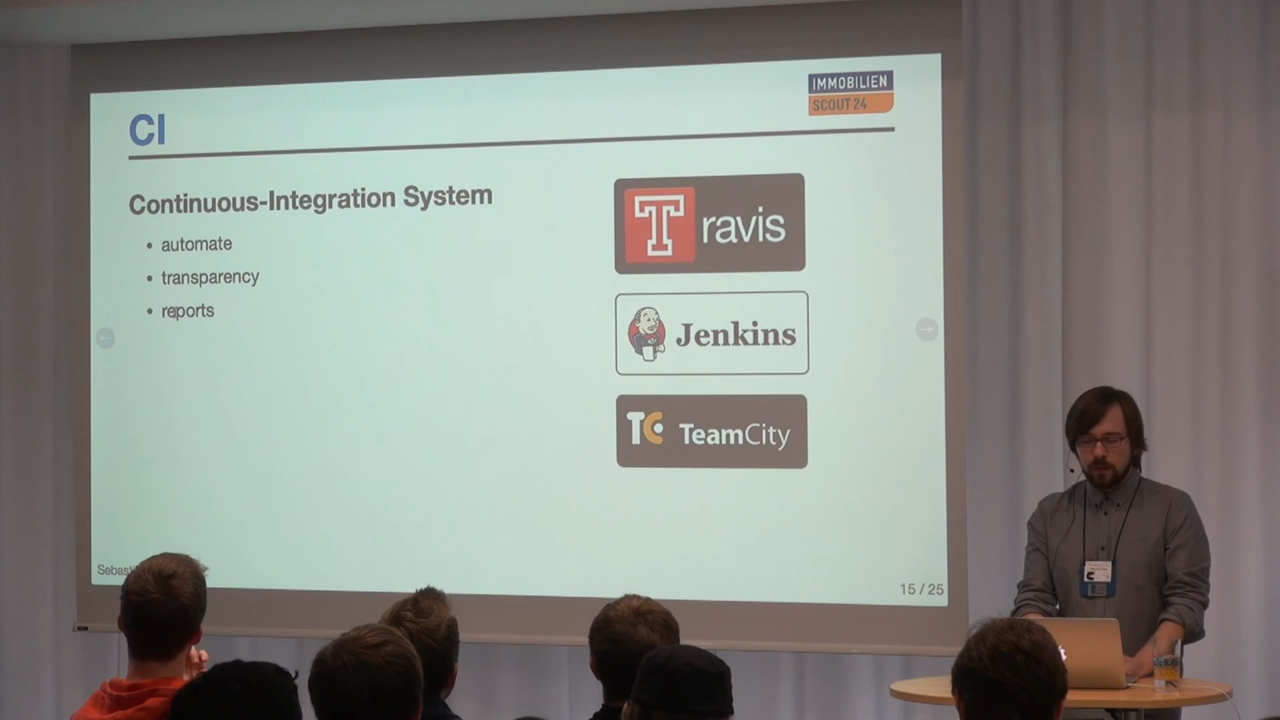 IMMOBILIEN
SCOUT 24
CI
Continuous-Integration System
• automate
• transparency
• reports
Travis
Jenkins
TC TeamCity
15 / 25